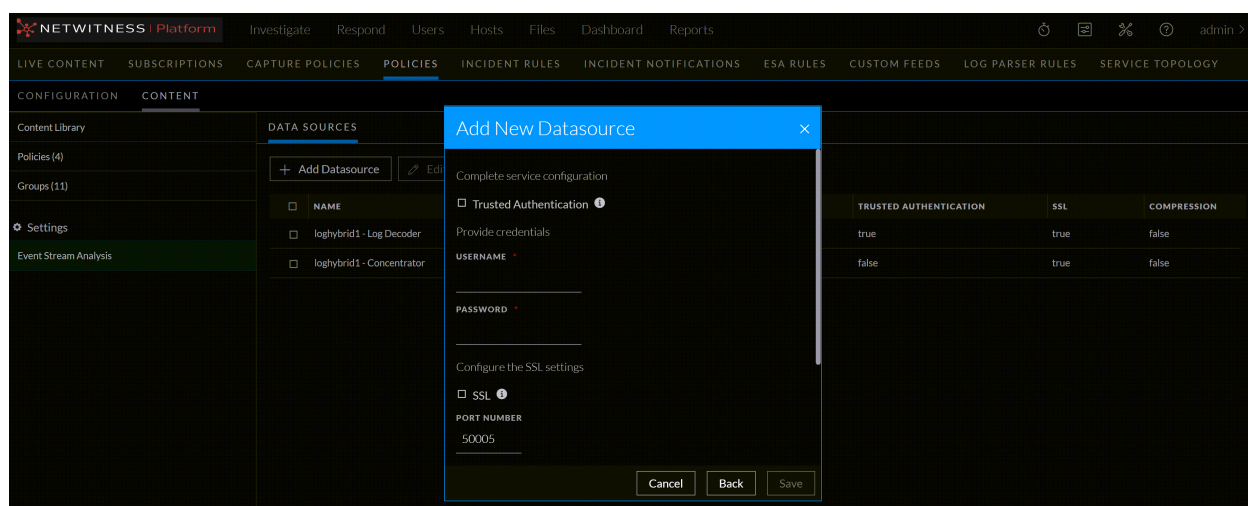 NETWITNESS | Platform Investigate Respond Users Hosts Files Dashboard Reports admin >
LIVE CONTENT SUBSCRIPTIONS CAPTURE POLICIES POLICIES INCIDENT RULES INCIDENT NOTIFICATIONS ESA RULES CUSTOM FEEDS LOG PARSER RULES SERVICE TOPOLOGY
CONFIGURATION CONTENT
Content Library
Policies (4)
Groups (11)
Settings
Event Stream Analysis
DATA SOURCES
+ Add Datasource Edi
NAME TRUSTED AUTHENTICATION SSL COMPRESSION
loghybrid1 - Log Decoder true true false
loghybrid1 - Concentrator false true false
Add New Datasource ×
Complete service configuration
Trusted Authentication
Provide credentials
USERNAME *
PASSWORD *
Configure the SSL settings
SSL
PORT NUMBER
50005
Cancel Back Save